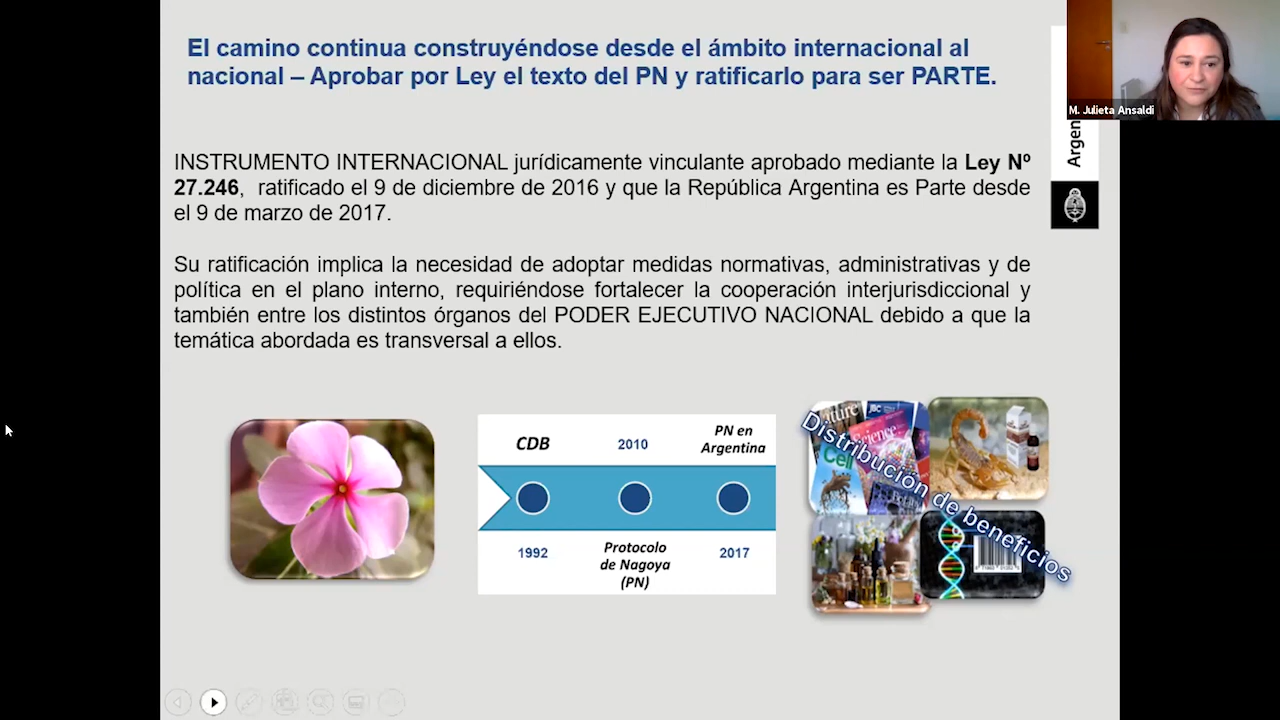 El camino continua construyéndose desde el ámbito internacional al
nacional – Aprobar por Ley el texto del PN y ratificarlo para ser PARTE.
M. Julieta Ansaldi
Argen
INSTRUMENTO INTERNACIONAL jurídicamente vinculante aprobado mediante la Ley Nº
27.246, ratificado el 9 de diciembre de 2016 y que la República Argentina es Parte desde
el 9 de marzo de 2017.
Su ratificación implica la necesidad de adoptar medidas normativas, administrativas y de
política en el plano interno, requiriéndose fortalecer la cooperación interjurisdiccional y
también entre los distintos órganos del PODER EJECUTIVO NACIONAL debido a que la
temática abordada es transversal a ellos.
CDB
2010
PN en
Argentina
1992
Protocolo
de Nagoya
(PN)
2017
nature
JBC
Science
Cell
Distribución de beneficios